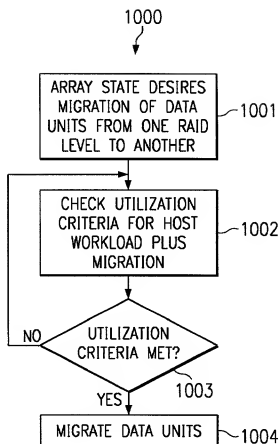 1000
ARRAY STATE DESIRES
MIGRATION OF DATA
UNITS FROM ONE RAID
LEVEL TO ANOTHER
1001
CHECK UTILIZATION
CRITERIA FOR HOST
WORKLOAD PLUS
MIGRATION
1002
NO
UTILIZATION
CRITERIA MET?
1003
YES
MIGRATE DATA UNITS
1004